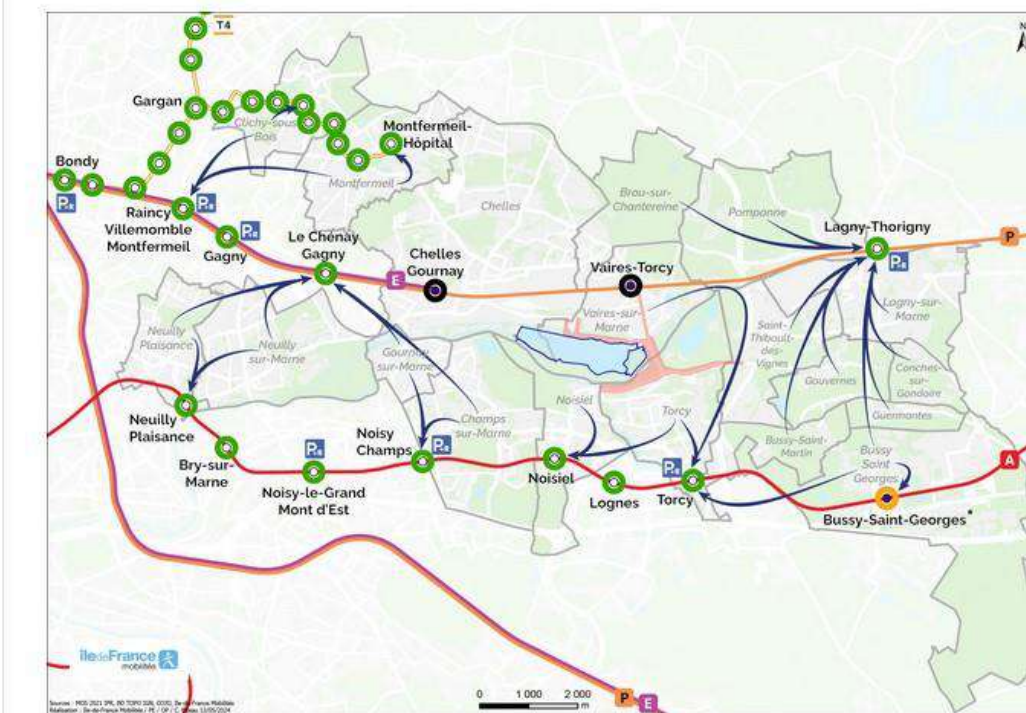 T4
N
Gargan
Clichy-sous-
Bois
Montfermeil-
Hôpital
Bondy
Montfermeil
P+R
P+R
Raincy
Villemomble
Montfermeil
P+R
Gagny
Le Chénay
Gagny
Chelles
Brou-sur-
Chantereine
Pomponne
Lagny-Thorigny
P
P+R
E
Chelles
Gournay
Vaires-Torcy
Vaires-sur-
Marne
Lagny-sur-
Marne
Saint-
Thibault-
des-
Vignes
Neuilly
Plaisance
Neuilly
sur-Marne
Gournay
sur-Marne
Conches-
sur-
Gondoire
Gouvernes
Guermantes
Noisiel
Torcy
Champs
sur-Marne
Neuilly
Plaisance
Noisy
Champs
P+R
Bussy-Saint-
Martin
Bussy
Saint
Georges
A
Bry-sur-
Marne
P+R
Noisy-le-Grand
Mont d'Est
Noisiel
Lognes
P+R
Torcy
Bussy-Saint-Georges*
île de France
mobilités
0 1 000 2 000
m
P
E